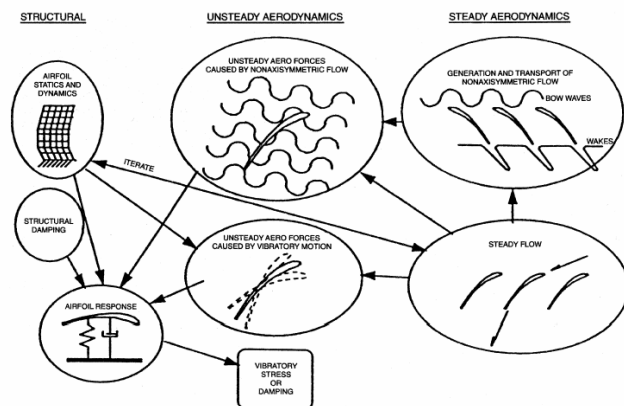 STRUCTURAL
UNSTEADY AERODYNAMICS
STEADY AERODYNAMICS
AIRFOIL
STATICS AND
DYNAMICS
UNSTEADY AERO FORCES
CAUSED BY NONAXISYMMETRIC FLOW
GENERATION AND TRANSPORT OF
NONAXISYMMETRIC FLOW
BOW WAVES
WAKES
ITERATE
STRUCTURAL
DAMPING
UNSTEADY AERO FORCES
CAUSED BY VIBRATORY MOTION
STEADY FLOW
AIRFOIL RESPONSE
VIBRATORY
STRESS
OR
DAMPING